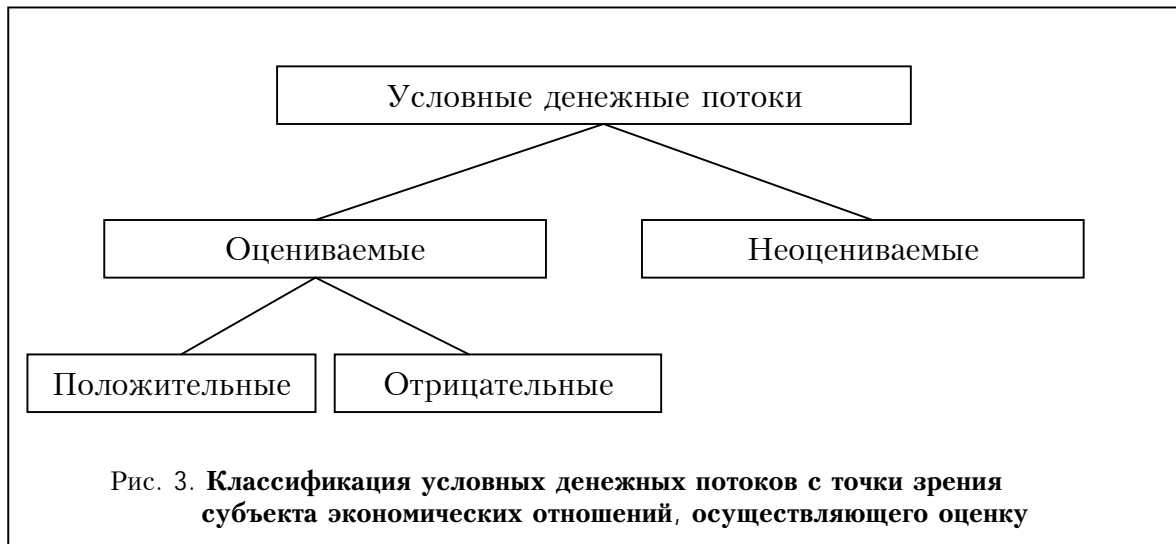 Условные денежные потоки
Оцениваемые
Неоцениваемые
Положительные
Отрицательные
Рис. 3. Классификация условных денежных потоков с точки зрения
субъекта экономических отношений, осуществляющего оценку